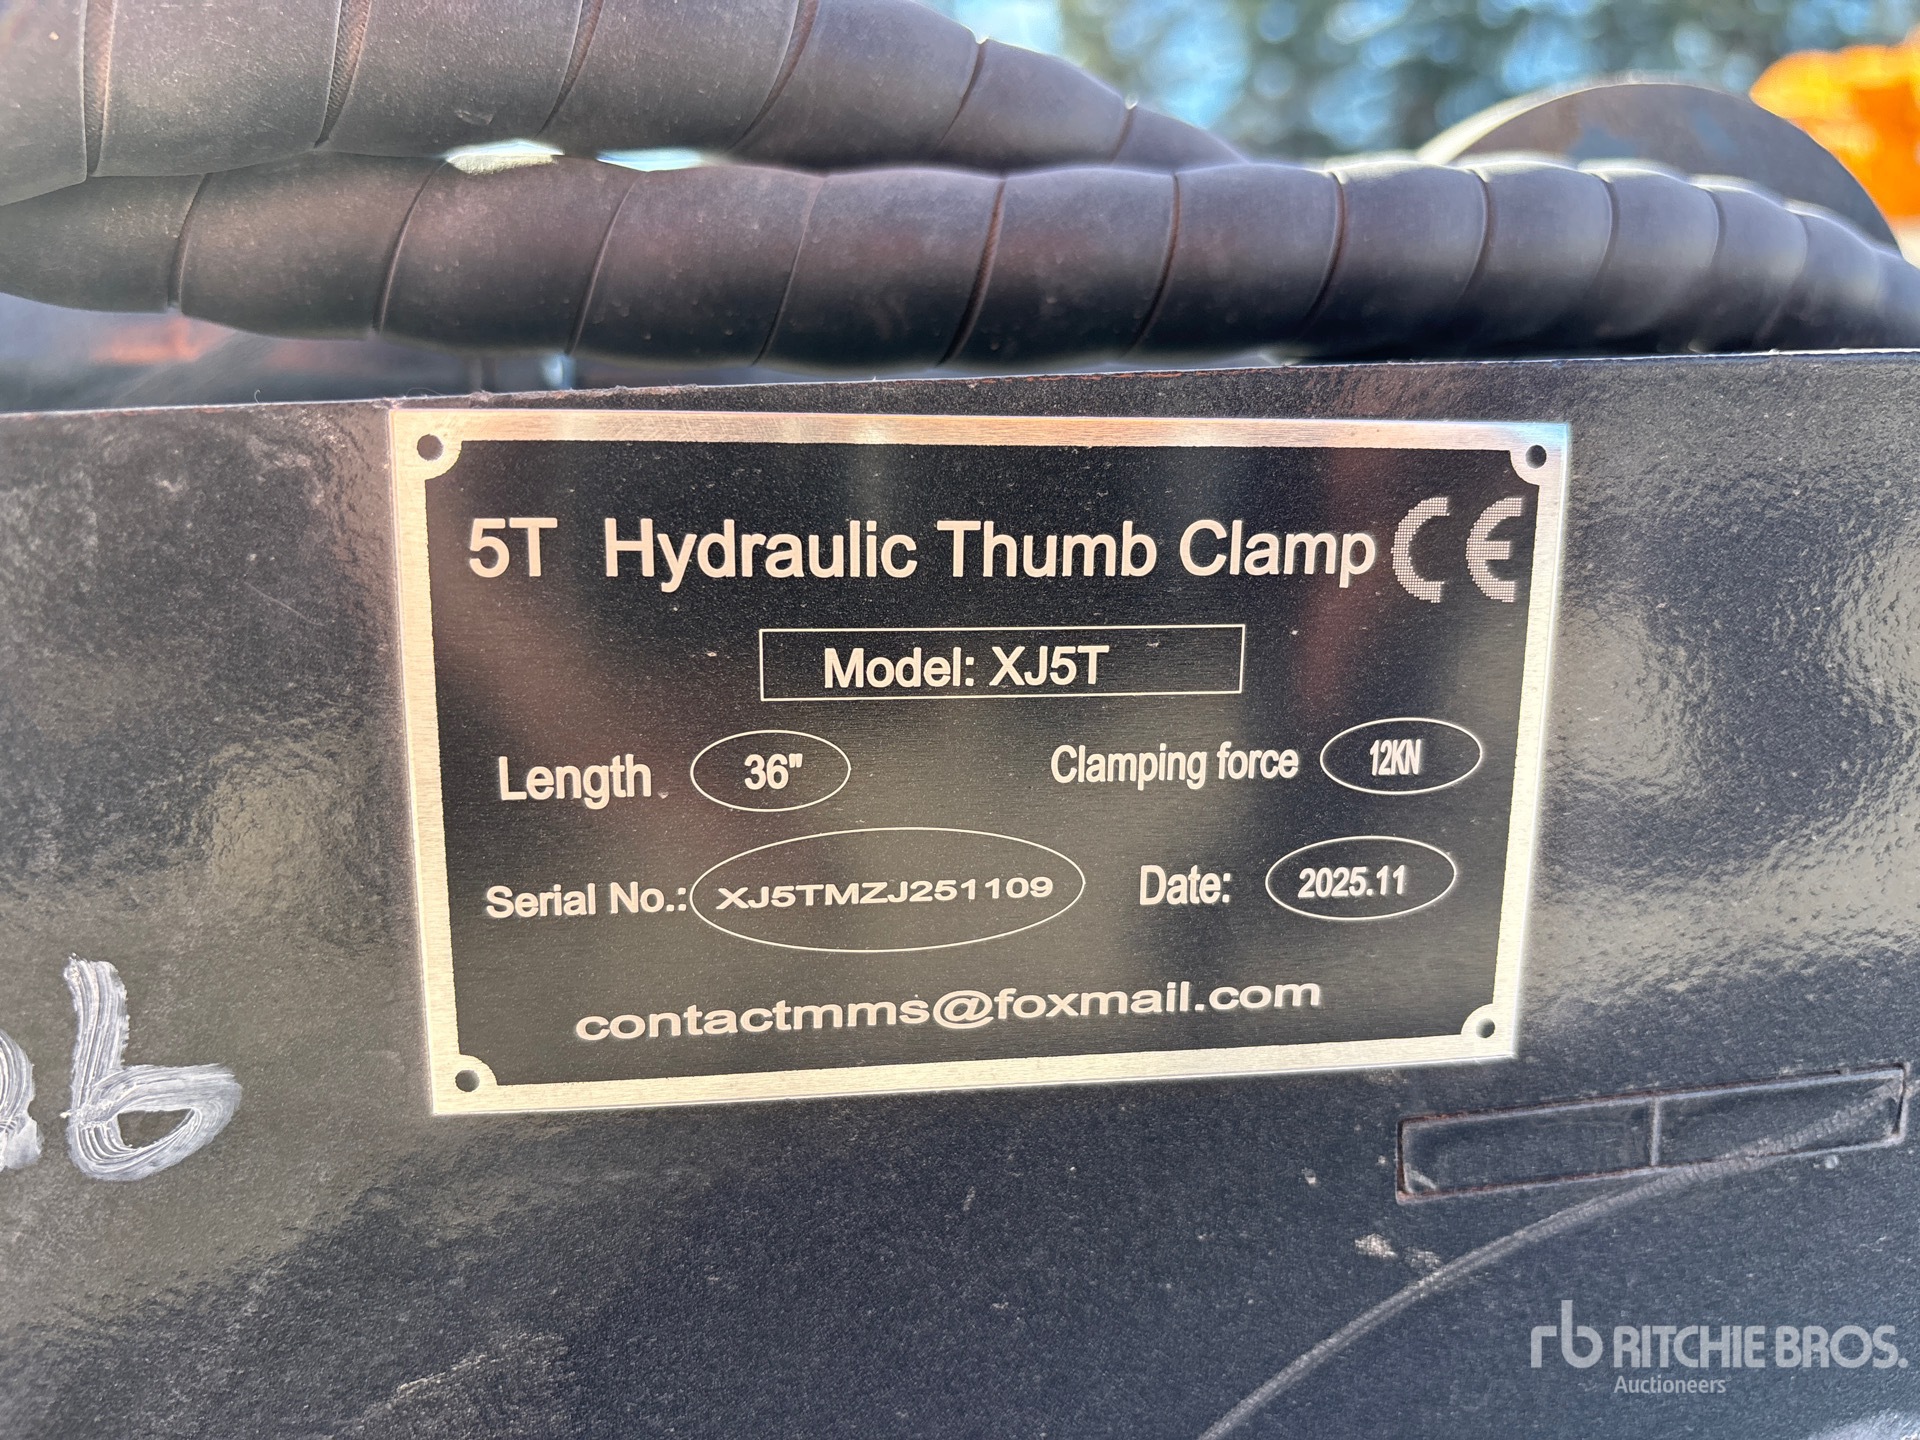 5T Hydraulic Thumb Clamp CE
Model: XJ5T
Length 36" Clamping force 12KN
Serial No.: XJ5TMZJ251109 Date: 2025.11
contactmms@foxmail.com
rb RITCHIE BROS.
Auctioneers